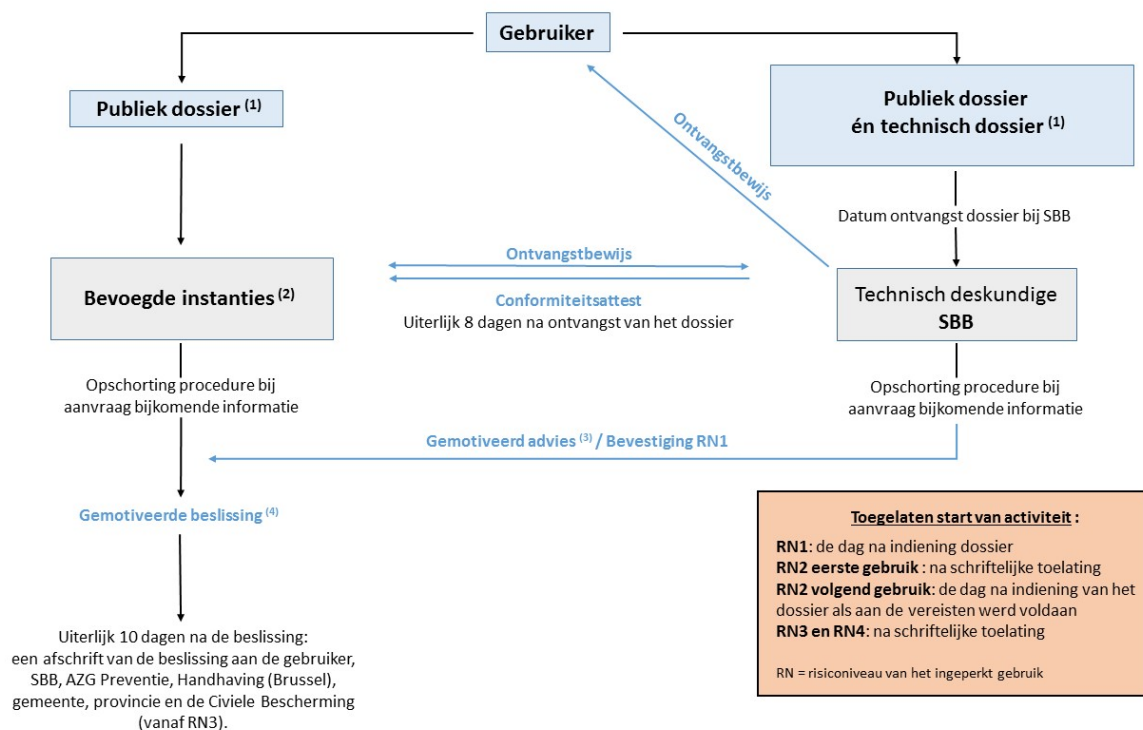 Gebruiker
Publiek dossier (1)
Publiek dossier
én technisch dossier (1)
Ontvangstbewijs
Datum ontvangst dossier bij SBB
Bevoegde instanties (2)
Ontvangstbewijs
Conformiteitsattest
Uiterlijk 8 dagen na ontvangst van het dossier
Technisch deskundige
SBB
Opschorting procedure bij
aanvraag bijkomende informatie
Opschorting procedure bij
aanvraag bijkomende informatie
Gemotiveerd advies (3) / Bevestiging RN1
Gemotiveerde beslissing (4)
Uiterlijk 10 dagen na de beslissing:
een afschrift van de beslissing aan de gebruiker,
SBB, AZG Preventie, Handhaving (Brussel),
gemeente, provincie en de Civiele Bescherming
(vanaf RN3).
Toegelaten start van activiteit :
RN1: de dag na indiening dossier
RN2 eerste gebruik : na schriftelijke toelating
RN2 volgend gebruik: de dag na indiening van het
dossier als aan de vereisten werd voldaan
RN3 en RN4: na schriftelijke toelating
RN = risiconiveau van het ingeperkt gebruik